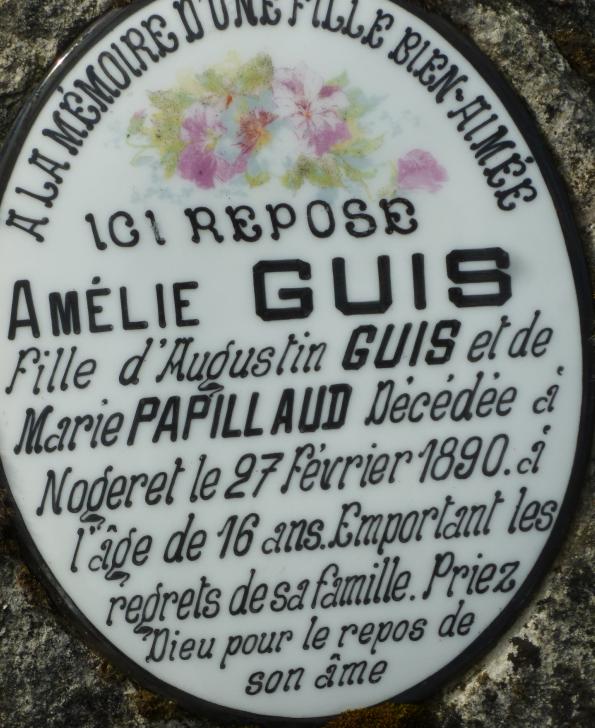 A LA MÉMOIRE D'UNE FILLE BIEN-AIMÉE
ICI REPOSE
AMÉLIE GUIS
Fille d'Augustin GUIS et de
Marie PAPILLAUD Décédée à
Nogeret le 27 Février 1890. à
l'âge de 16 ans. Emportant les
regrets de sa famille. Priez
Dieu pour le repos de
son âme